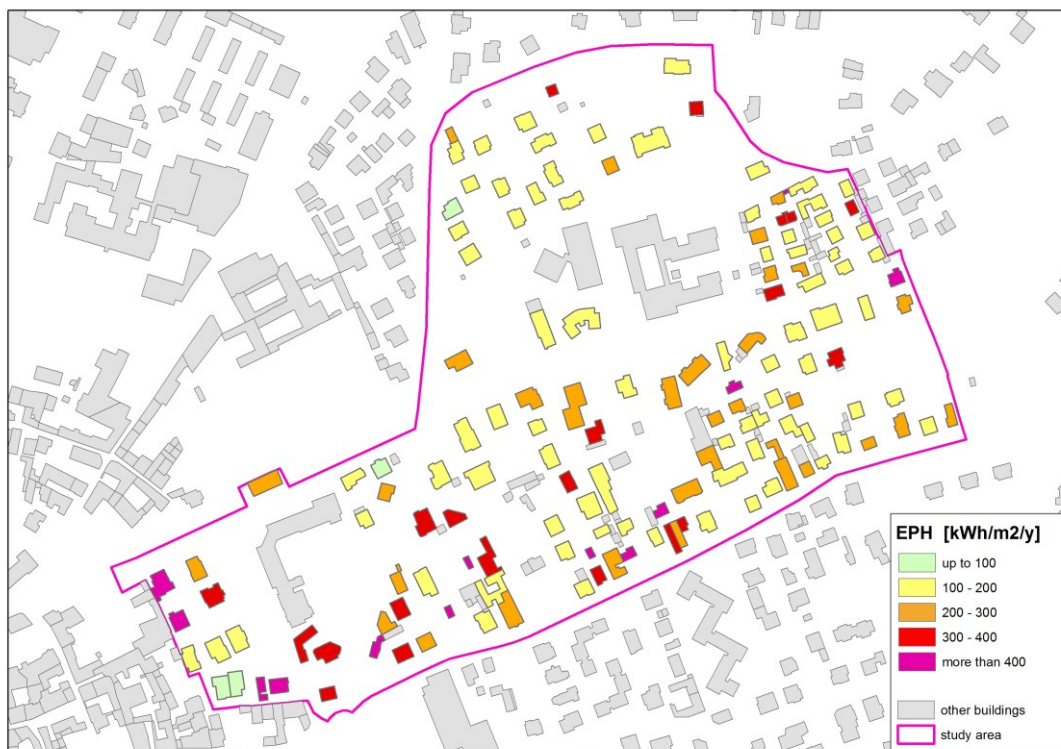 EPH [kWh/m2/y]
up to 100
100 - 200
200 - 300
300 - 400
more than 400
other buildings
study area